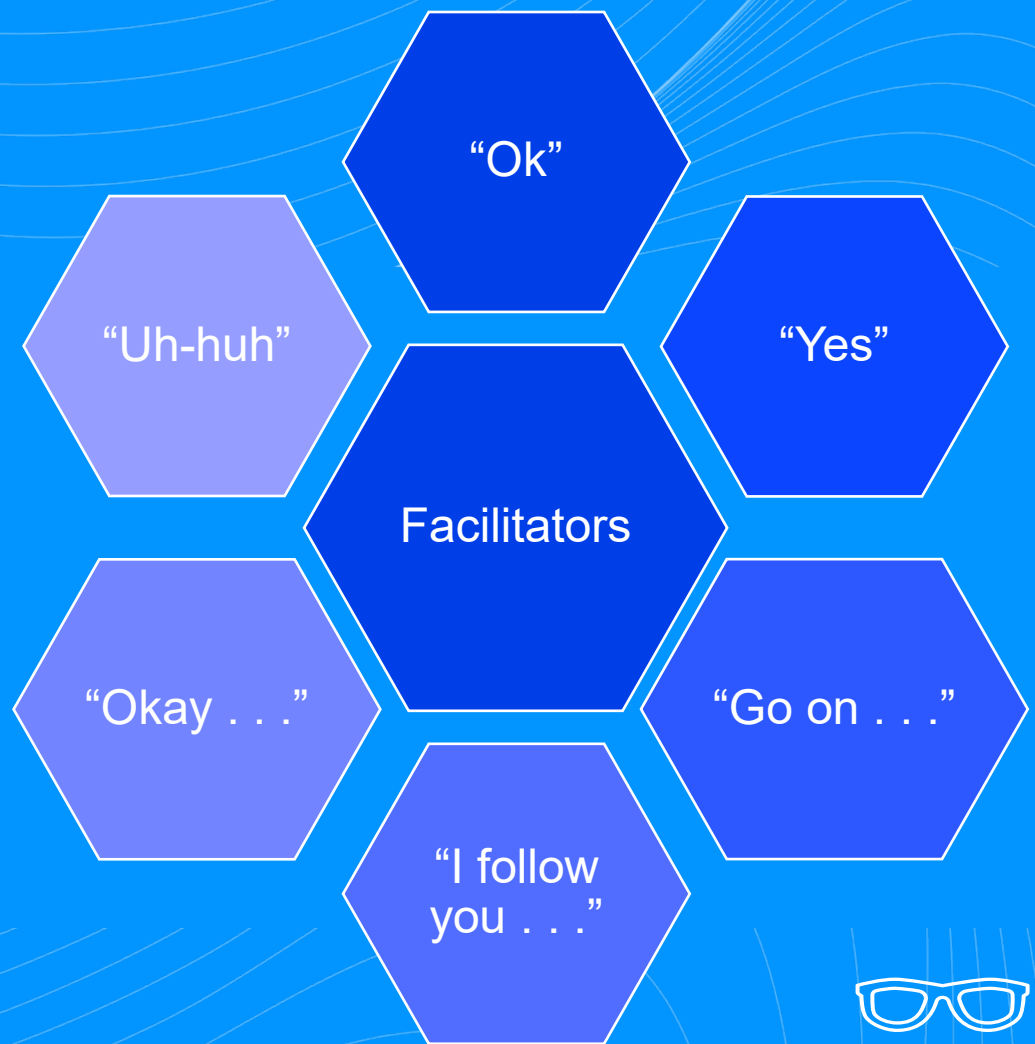 “Ok”
“Uh-huh”
“Yes”
Facilitators
“Okay . . .”
“Go on . . .”
“I follow
you . . .”